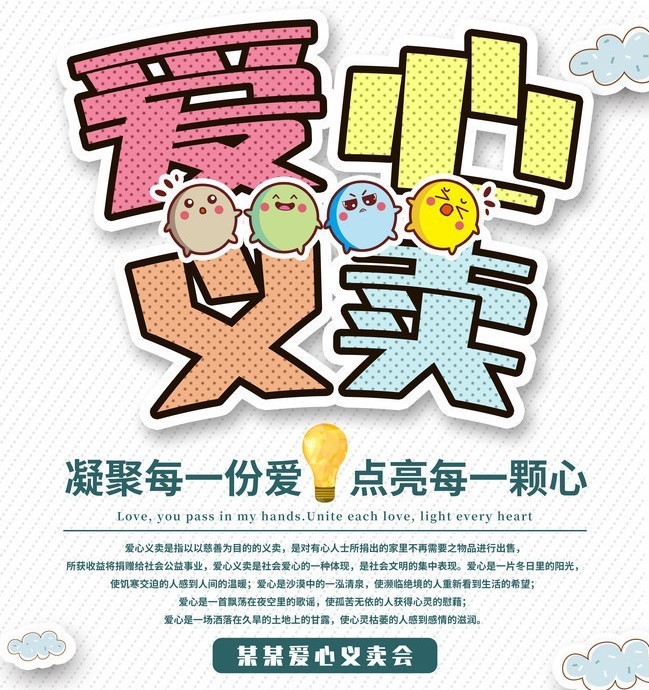 爱心
义卖
凝聚每一份爱 点亮每一颗心
Love, you pass in my hands.Unite each love, light every heart
爱心义卖是指以以慈善为目的的义卖，是对有心人士所捐出的家里不再需要之物品进行出售，
所获收益将捐赠给社会公益事业，爱心义卖是社会爱心的一种体现，是社会文明的集中表现。爱心是一片冬日里的阳光，
使饥寒交迫的人感到人间的温暖；爱心是沙漠中的一泓清泉，使濒临绝境的人重新看到生活的希望；
爱心是一首飘荡在夜空里的歌谣，使孤苦无依的人获得心灵的慰藉；
爱心是一场洒落在久旱的土地上的甘露，使心灵枯萎的人感到感情的滋润。
某某爱心义卖会